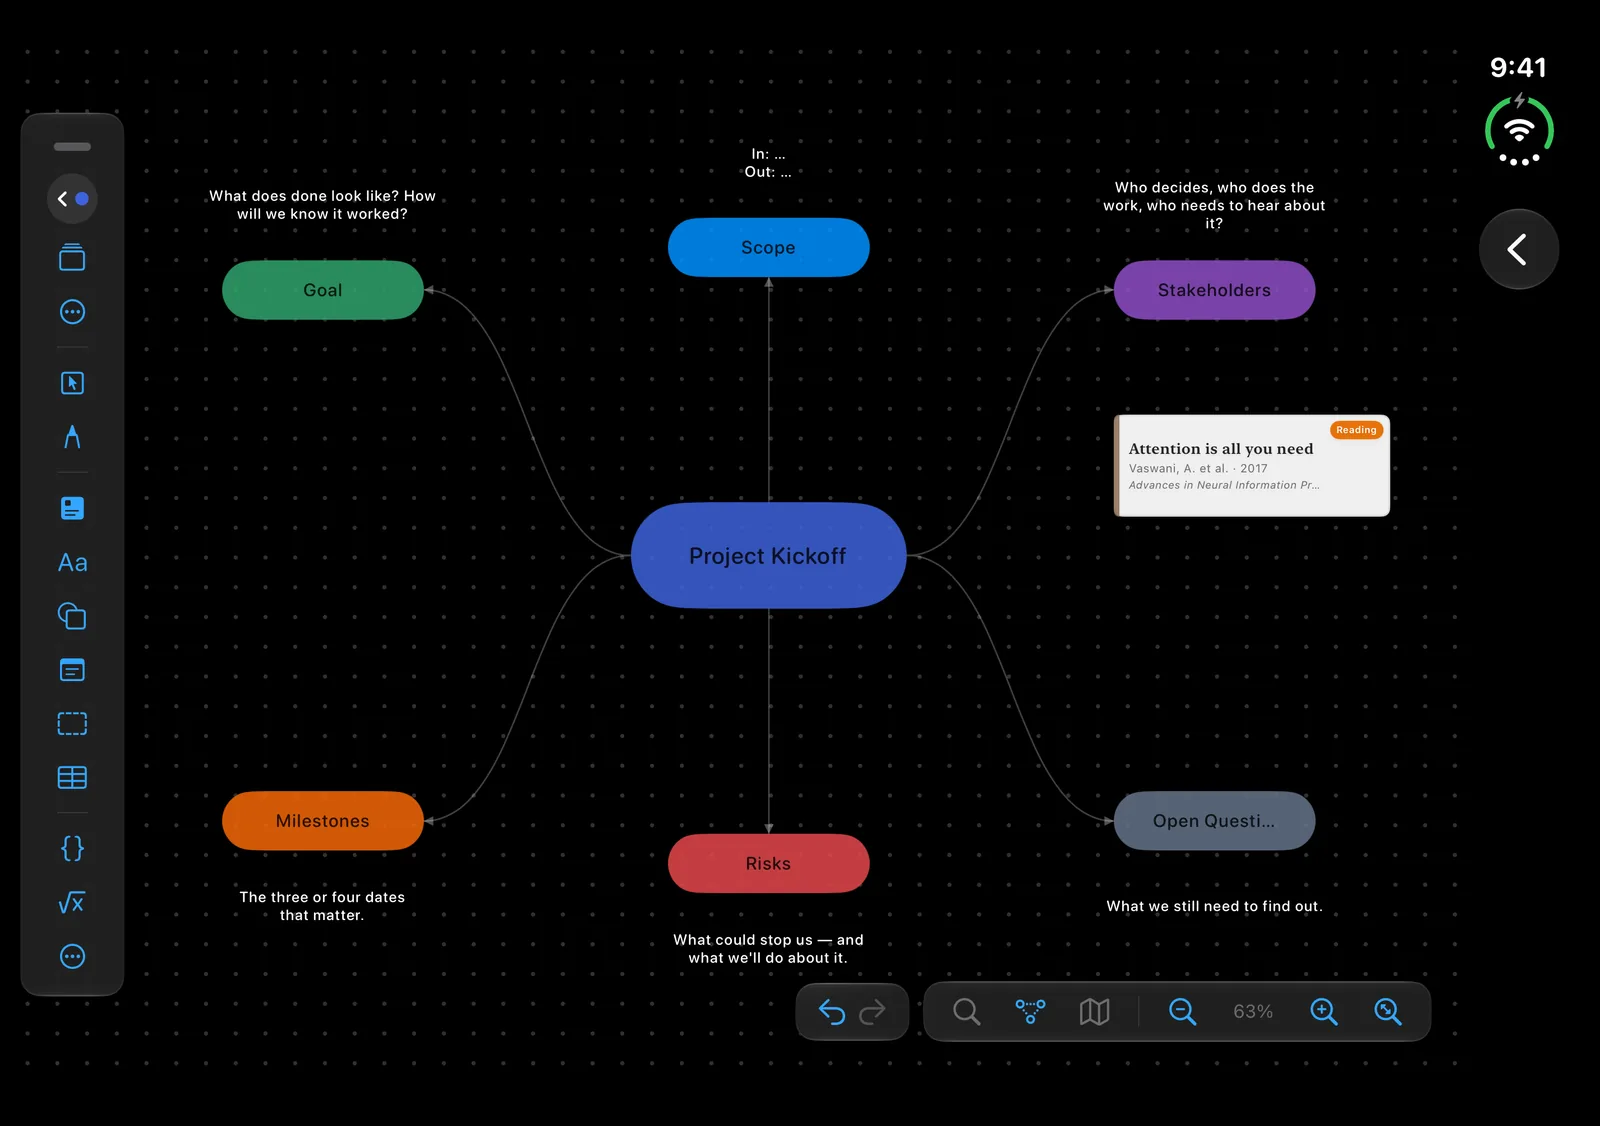 9:41
In: ...
Out: ...
What does done look like? How
will we know it worked?
Who decides, who does the
work, who needs to hear about
it?
Scope
Goal
Stakeholders
Reading
Attention is all you need
Vaswani, A. et al. · 2017
Advances in Neural Information Pr...
Project Kickoff
Aa
Milestones
Open Questi...
Risks
The three or four dates
that matter.
What we still need to find out.
What could stop us — and
what we'll do about it.
{}
√x
63%